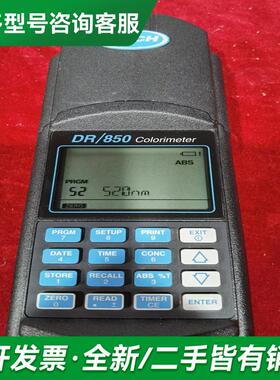 型号咨询客服
CH
DR/850 Colorimeter
ABS
PRGM
52 520nm
ZERO
PRGM 7
SETUP 8
PRINT 9
EXIT
DATE 4
TIME 5
CONC 6
STORE 1
RECALL 2
ABS %T 3
ZERO 0
READ
TIMER CE
ENTER
开发票·全新/二手皆有